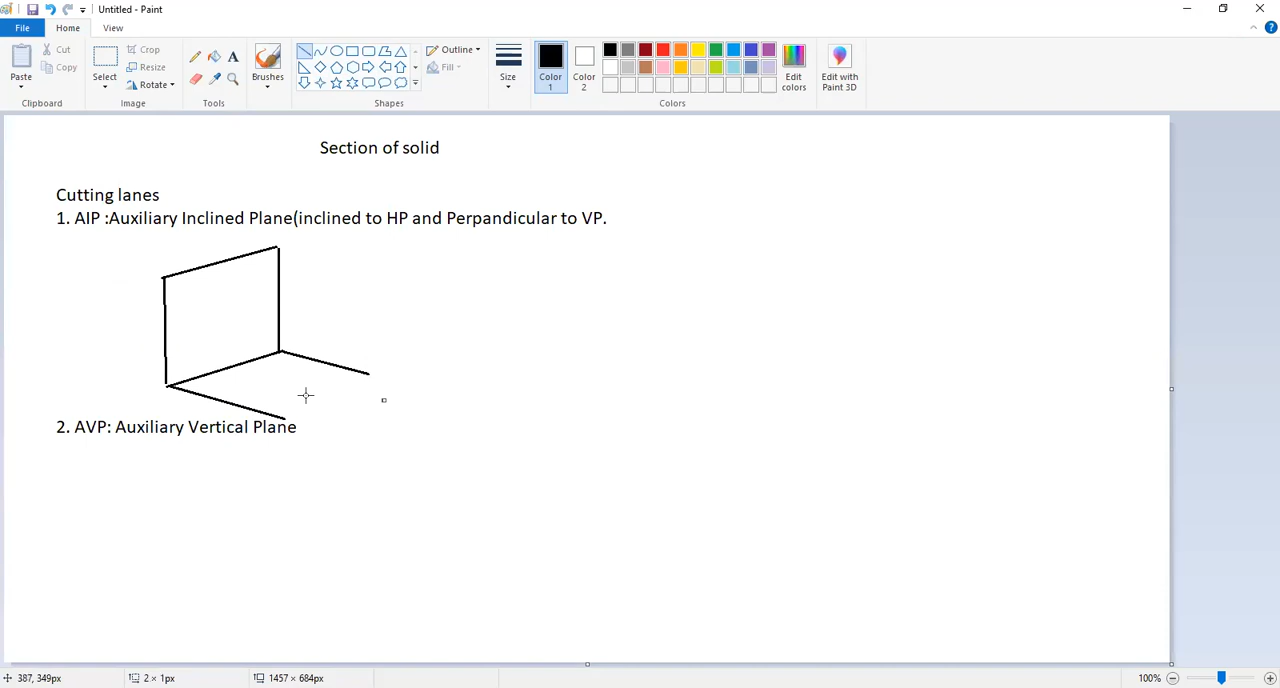 Untitled - Paint
File Home View
Paste
Cut
Copy
Clipboard
Select
Crop
Resize
Rotate
Image
A
Tools
Brushes
Outline
Fill
Shapes
Size
Color
1
Color
2
Edit
colors
Edit with
Paint 3D
Colors
Section of solid
Cutting lanes
1. AIP :Auxiliary Inclined Plane(inclined to HP and Perpandicular to VP.
2. AVP: Auxiliary Vertical Plane
387, 349px 2 × 1px 1457 × 684px 100%